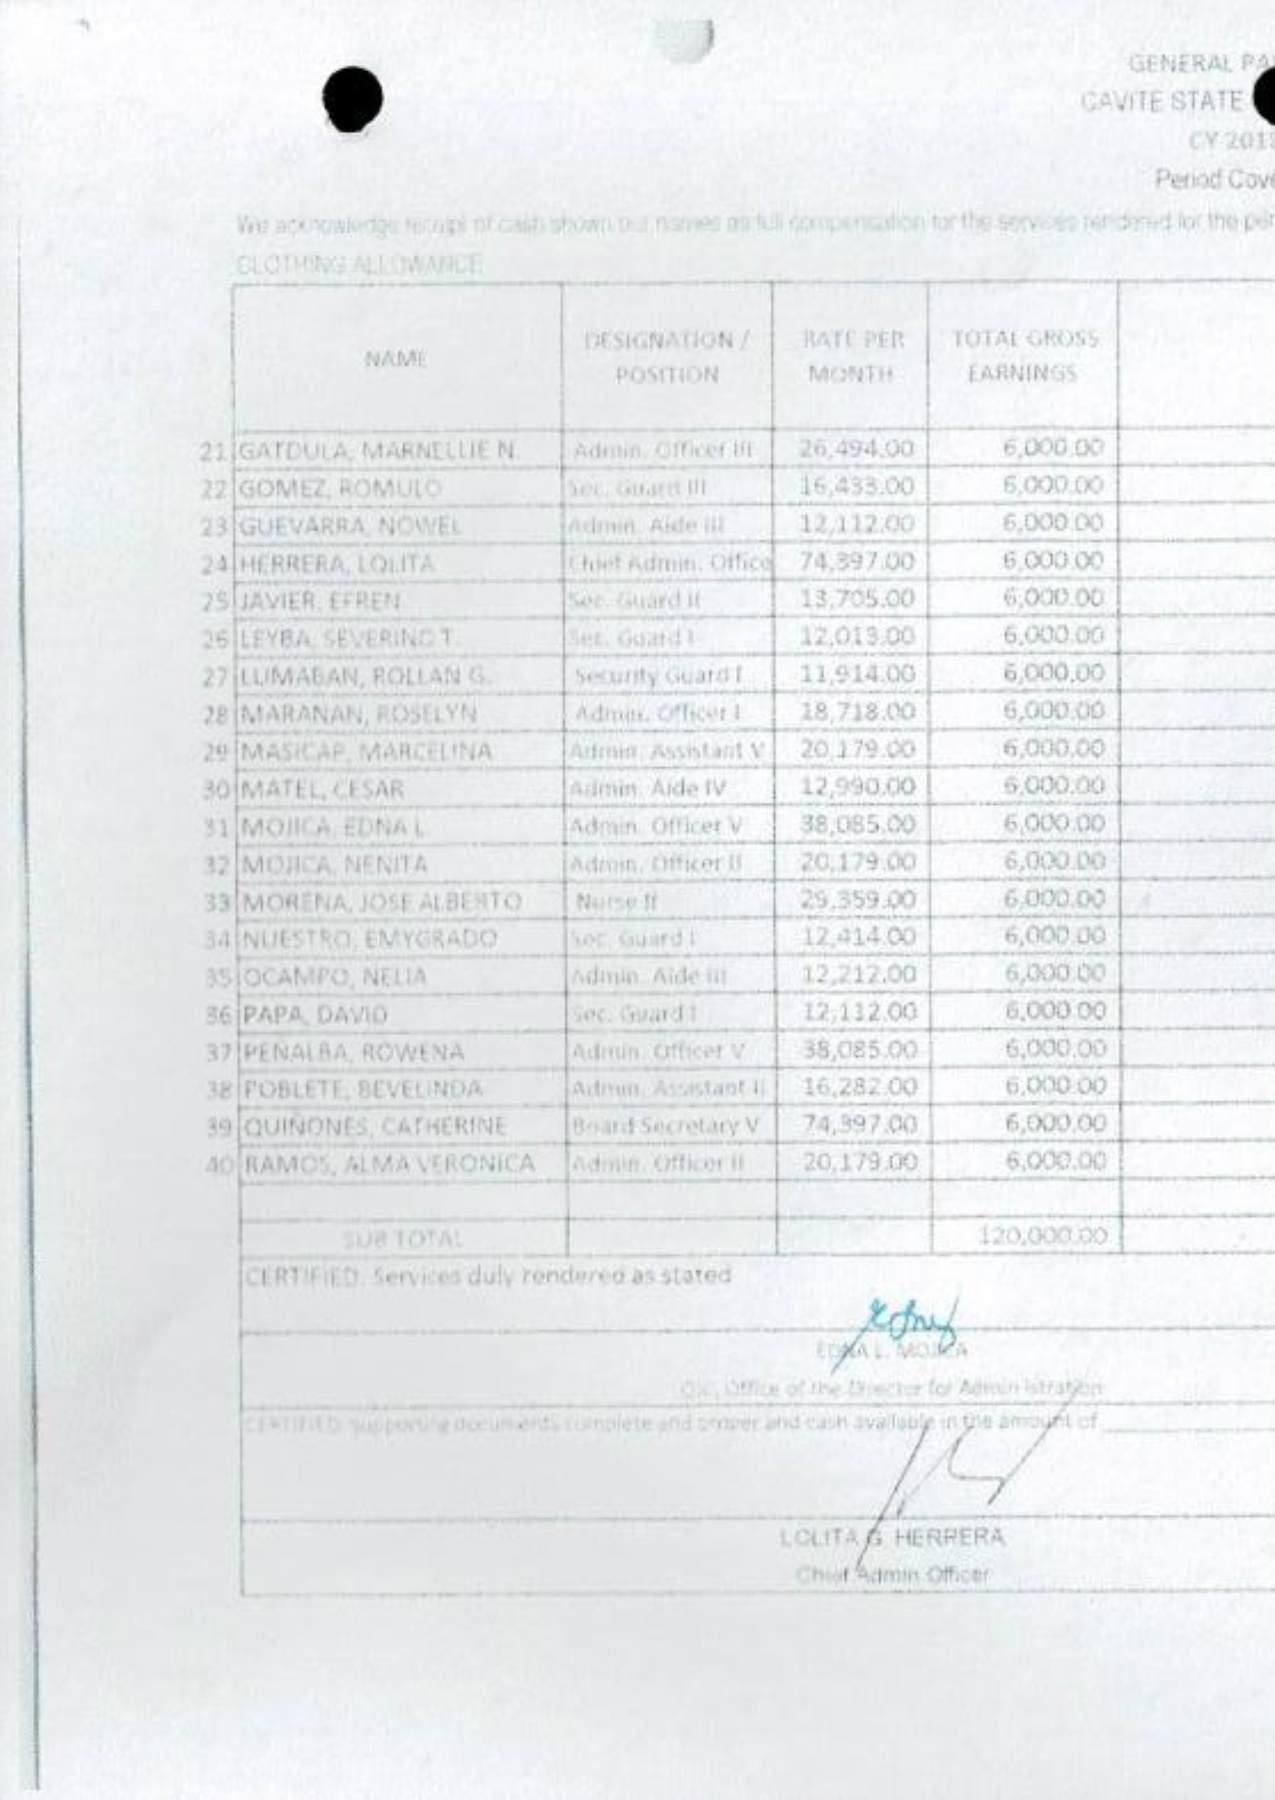 GENERAL PA
CAVITE STATE
CY 201
Period Cove
We acknowledge receipt of cash shown our names as full compensation for the services rendered for the per
CLOTHING ALLOWANCE
NAME DESIGNATION / POSITION RATE PER MONTH TOTAL GROSS EARNINGS
21 GATDULA, MARNELLIE N. Admin. Officer III 26,494.00 6,000.00
22 GOMEZ, ROMULO Sec. Guard III 16,433.00 6,000.00
23 GUEVARRA, NOWEL Admin. Aide III 12,112.00 6,000.00
24 HERRERA, LOLITA Chief Admin. Office 74,397.00 6,000.00
25 JAVIER, EFREN Sec. Guard II 13,705.00 6,000.00
26 LEYBA, SEVERINO T. Sec. Guard I 12,013.00 6,000.00
27 LUMABAN, ROLLAN G. Security Guard I 11,914.00 6,000.00
28 MARANAN, ROSELYN Admin. Officer I 18,718.00 6,000.00
29 MASICAP, MARCELINA Admin. Assistant V 20,179.00 6,000.00
30 MATEL, CESAR Admin. Aide IV 12,990.00 6,000.00
31 MOJICA, EDNA L Admin. Officer V 38,085.00 6,000.00
32 MOJICA, NENITA Admin. Officer II 20,179.00 6,000.00
33 MORENA, JOSE ALBERTO Nurse II 29,359.00 6,000.00
34 NUESTRO, EMYGRADO Sec. Guard I 12,414.00 6,000.00
35 OCAMPO, NELIA Admin. Aide III 12,212.00 6,000.00
36 PAPA, DAVID Sec. Guard I 12,112.00 6,000.00
37 PENALBA, ROWENA Admin. Officer V 38,085.00 6,000.00
38 POBLETE, BEVELINDA Admin. Assistant II 16,282.00 6,000.00
39 QUIÑONES, CATHERINE Board Secretary V 74,397.00 6,000.00
40 RAMOS, ALMA VERONICA Admin. Officer II 20,179.00 6,000.00
SUB TOTAL 120,000.00
CERTIFIED: Services duly rendered as stated
EDNA L. MOJICA
OIC, Office of the Director for Administration
CERTIFIED: Supporting documents complete and proper and cash available in the amount of
LOLITA G. HERRERA
Chief Admin Officer